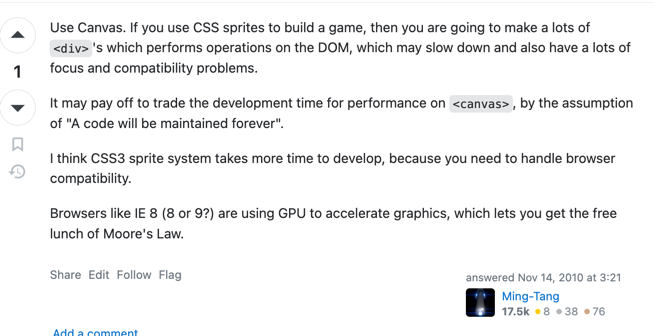 Use Canvas. If you use CSS sprites to build a game, then you are going to make a lots of
<div> 's which performs operations on the DOM, which may slow down and also have a lots of
focus and compatibility problems.
1
It may pay off to trade the development time for performance on <canvas>, by the assumption
of "A code will be maintained forever".
I think CSS3 sprite system takes more time to develop, because you need to handle browser
compatibility.
Browsers like IE 8 (8 or 9?) are using GPU to accelerate graphics, which lets you get the free
lunch of Moore's Law.
Share Edit Follow Flag
answered Nov 14, 2010 at 3:21
Ming-Tang
17.5k 8 38 76
Add a comment